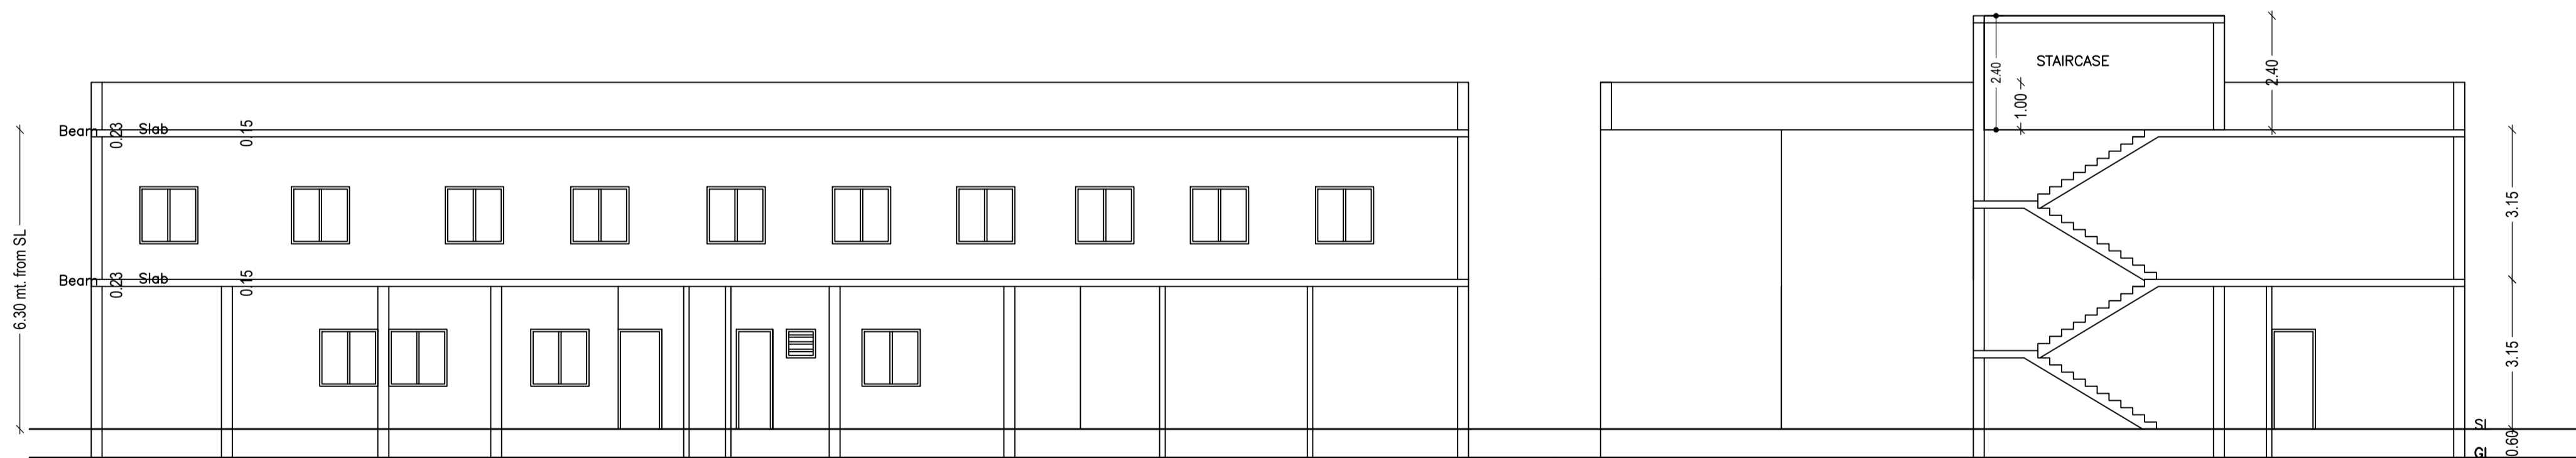 STAIRCASE
2.40
1.00
2.40
Beam
0.23
Slab
0.15
6.30 mt. from SL
3.15
Beam
0.23
Slab
0.15
3.15
SL
0.60
GL